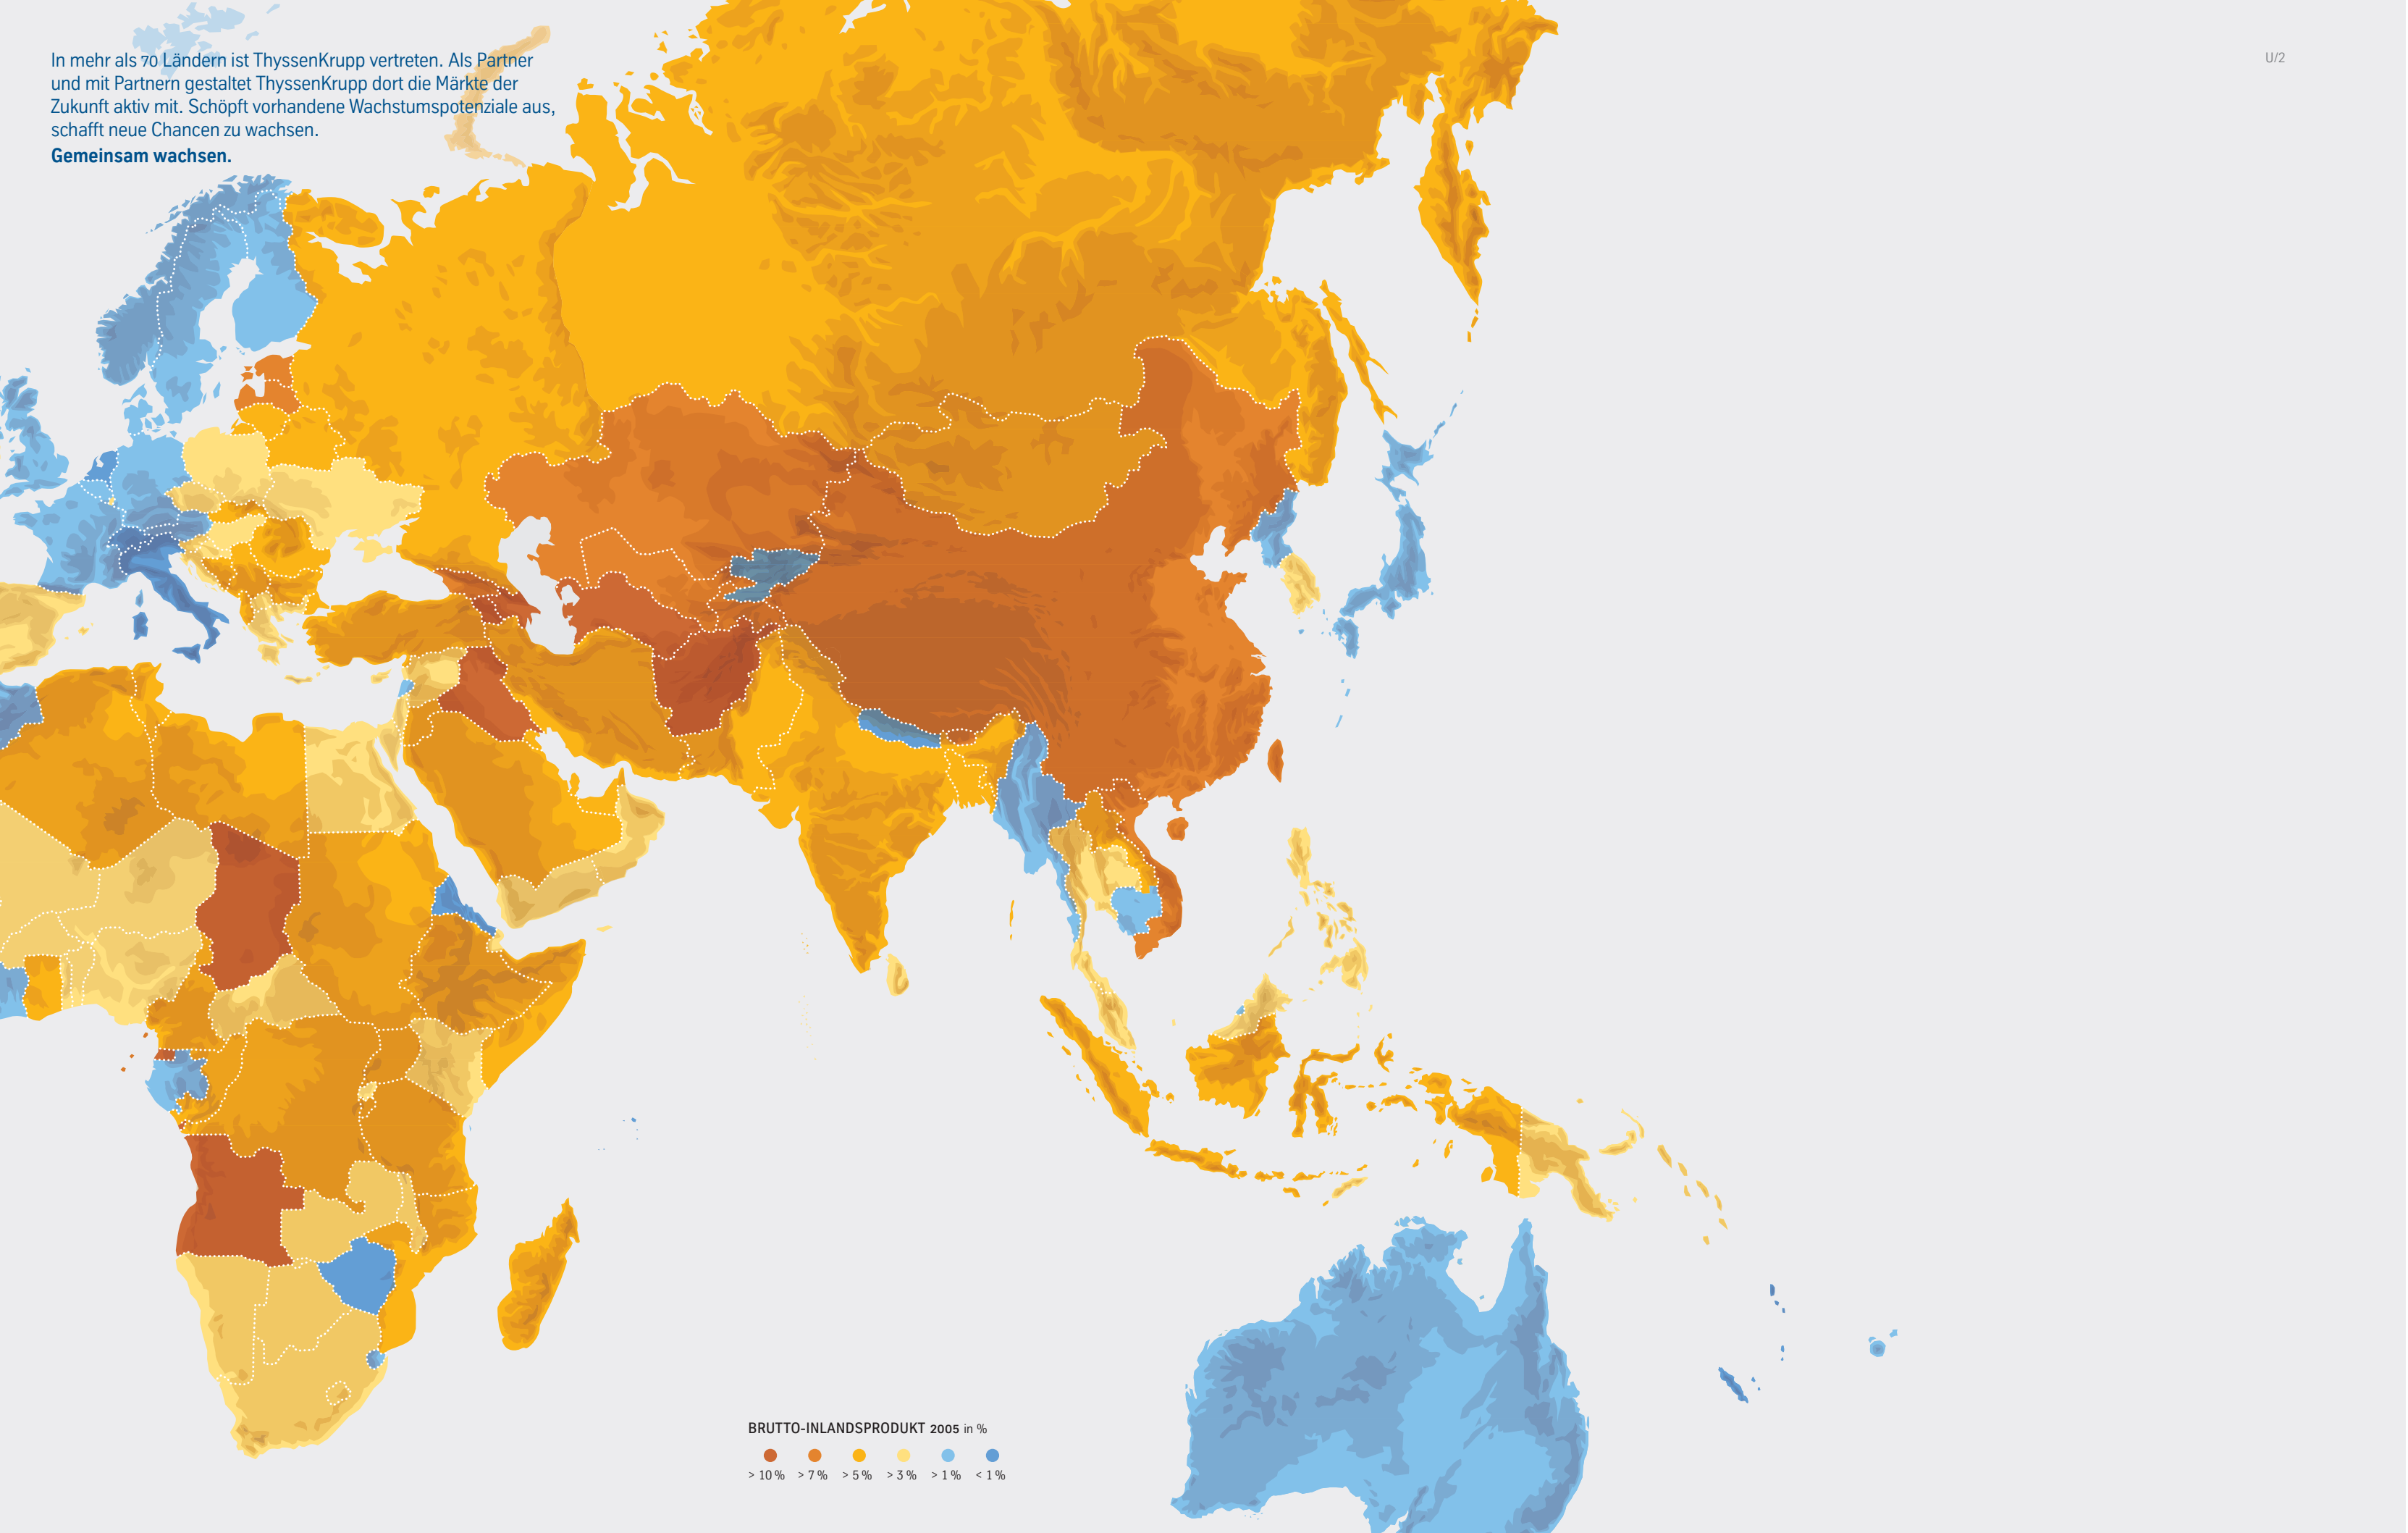 In mehr als 70 Ländern ist ThyssenKrupp vertreten. Als Partner
und mit Partnern gestaltet ThyssenKrupp dort die Märkte der
Zukunft aktiv mit. Schöpft vorhandene Wachstumspotenziale aus,
schafft neue Chancen zu wachsen.
Gemeinsam wachsen.
U/2
BRUTTO-INLANDSPRODUKT 2005 in %
> 10 % > 7 % > 5 % > 3 % > 1 % < 1 %